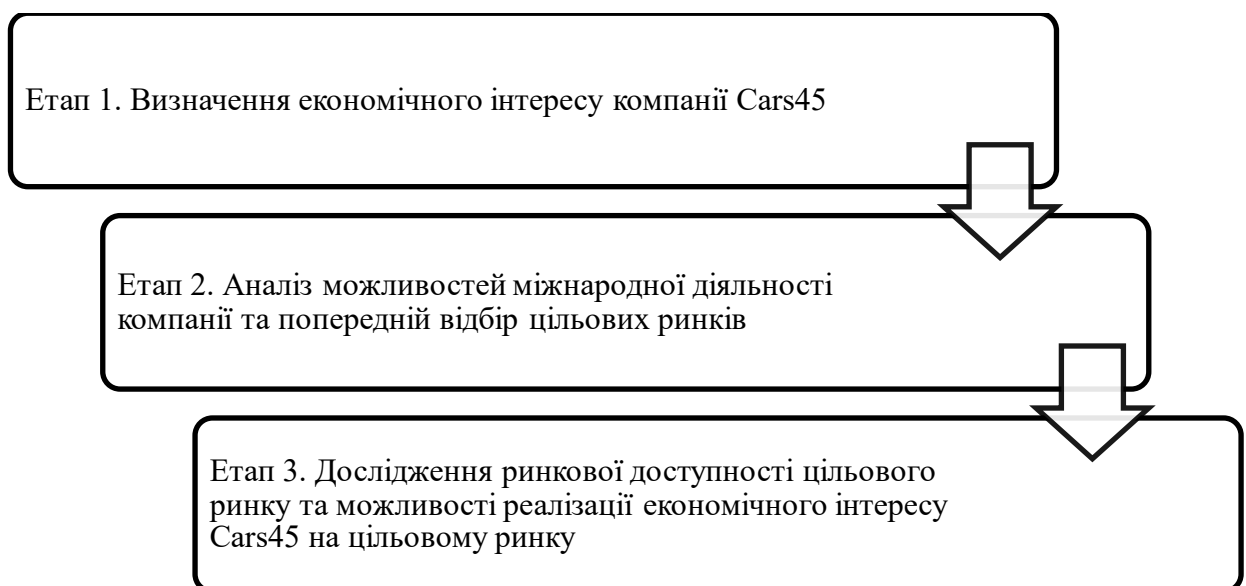 Етап 1. Визначення економічного інтересу компанії Cars45
Етап 2. Аналіз можливостей міжнародної діяльності
компанії та попередній відбір цільових ринків
Етап 3. Дослідження ринкової доступності цільового
ринку та можливості реалізації економічного інтересу
Cars45 на цільовому ринку